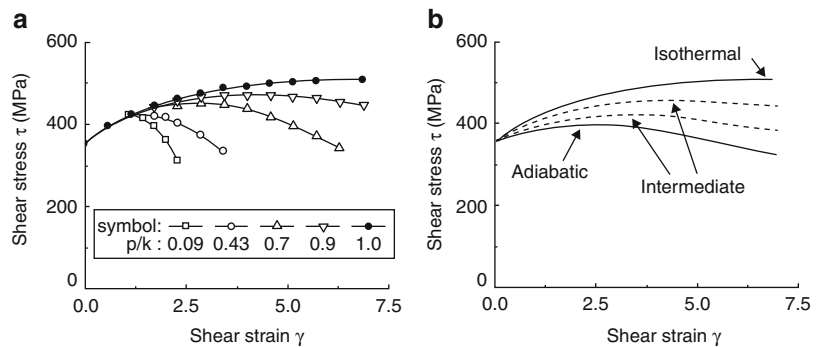 a
600
400
200
0
0.0 2.5 5.0 7.5
Shear stress τ (MPa)
Shear strain γ
symbol:
p/k : 0.09 0.43 0.7 0.9 1.0
b
600
400
200
0
0.0 2.5 5.0 7.5
Shear stress τ (MPa)
Shear strain γ
Isothermal
Adiabatic
Intermediate